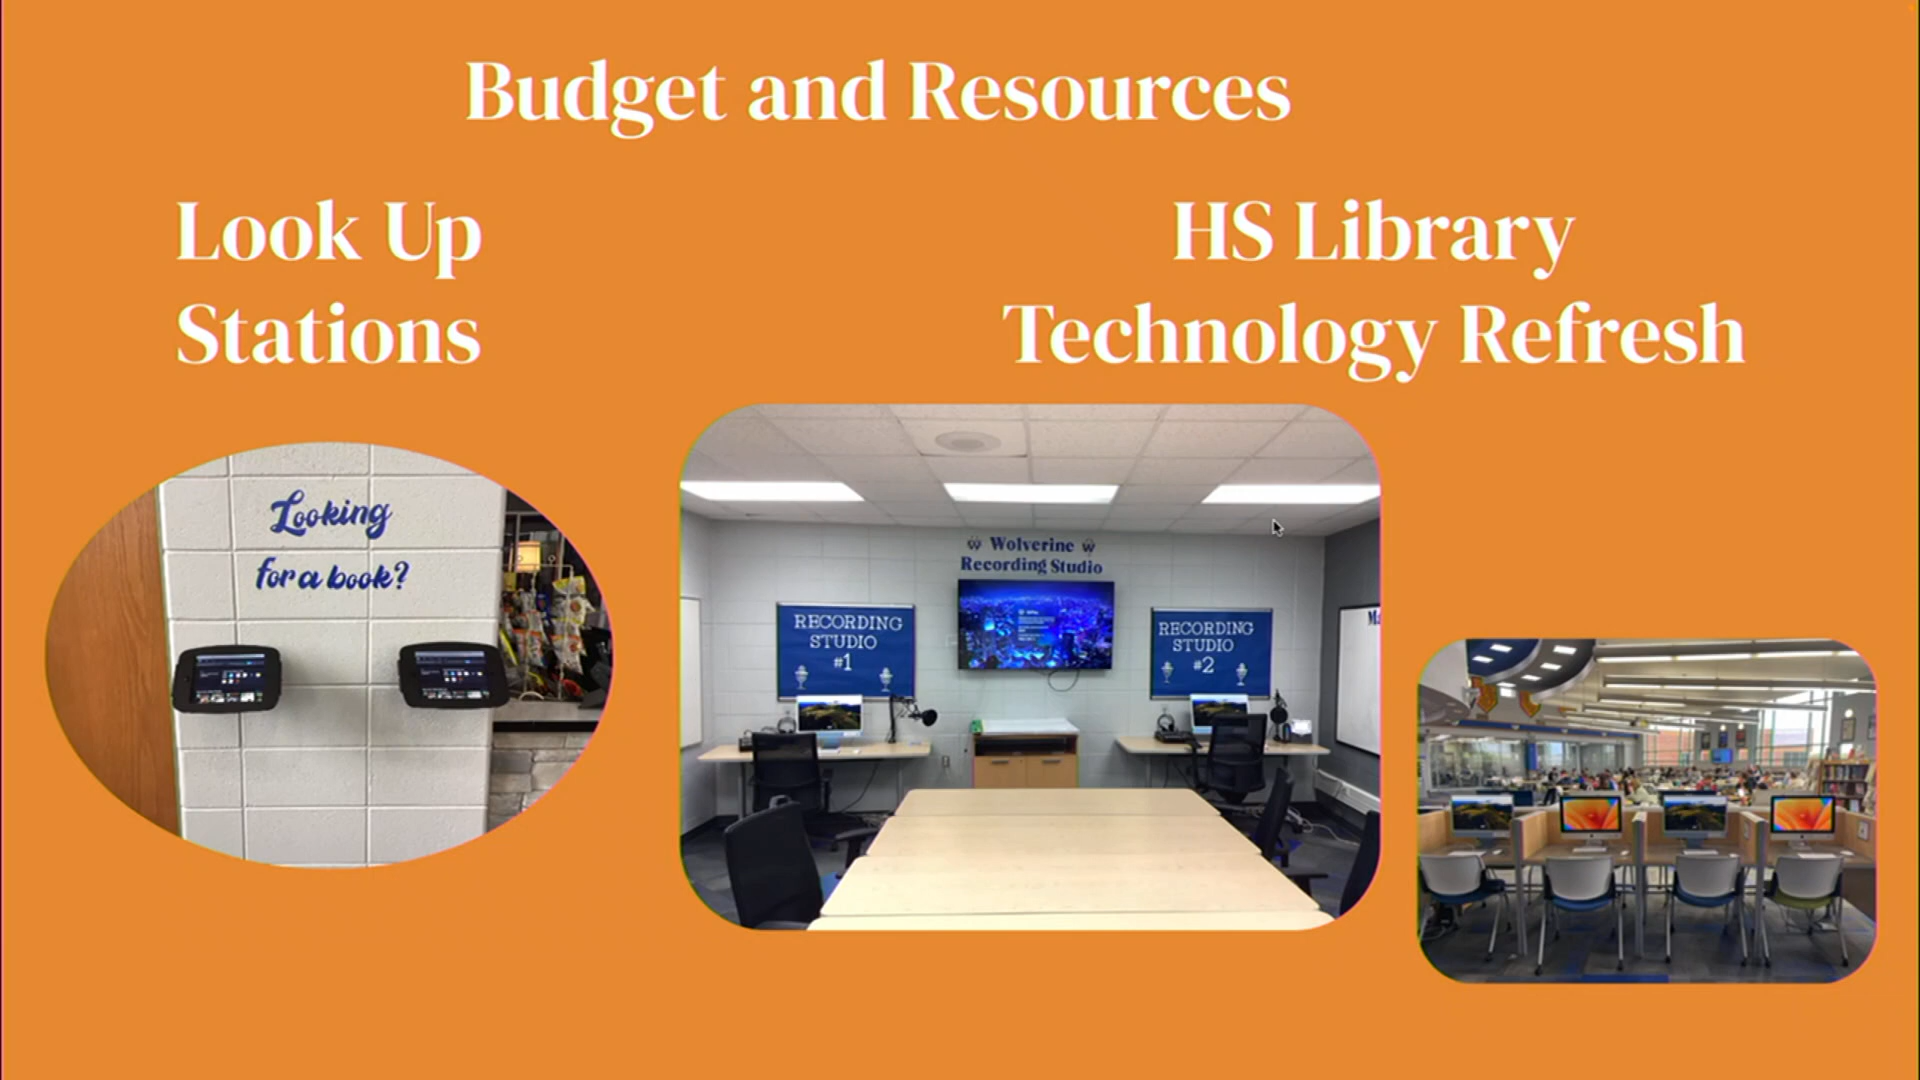 Budget and Resources
Look Up
Stations
HS Library
Technology Refresh
Looking
for a book?
Wolverine
Recording Studio
RECORDING
STUDIO
#1
RECORDING
STUDIO
#2